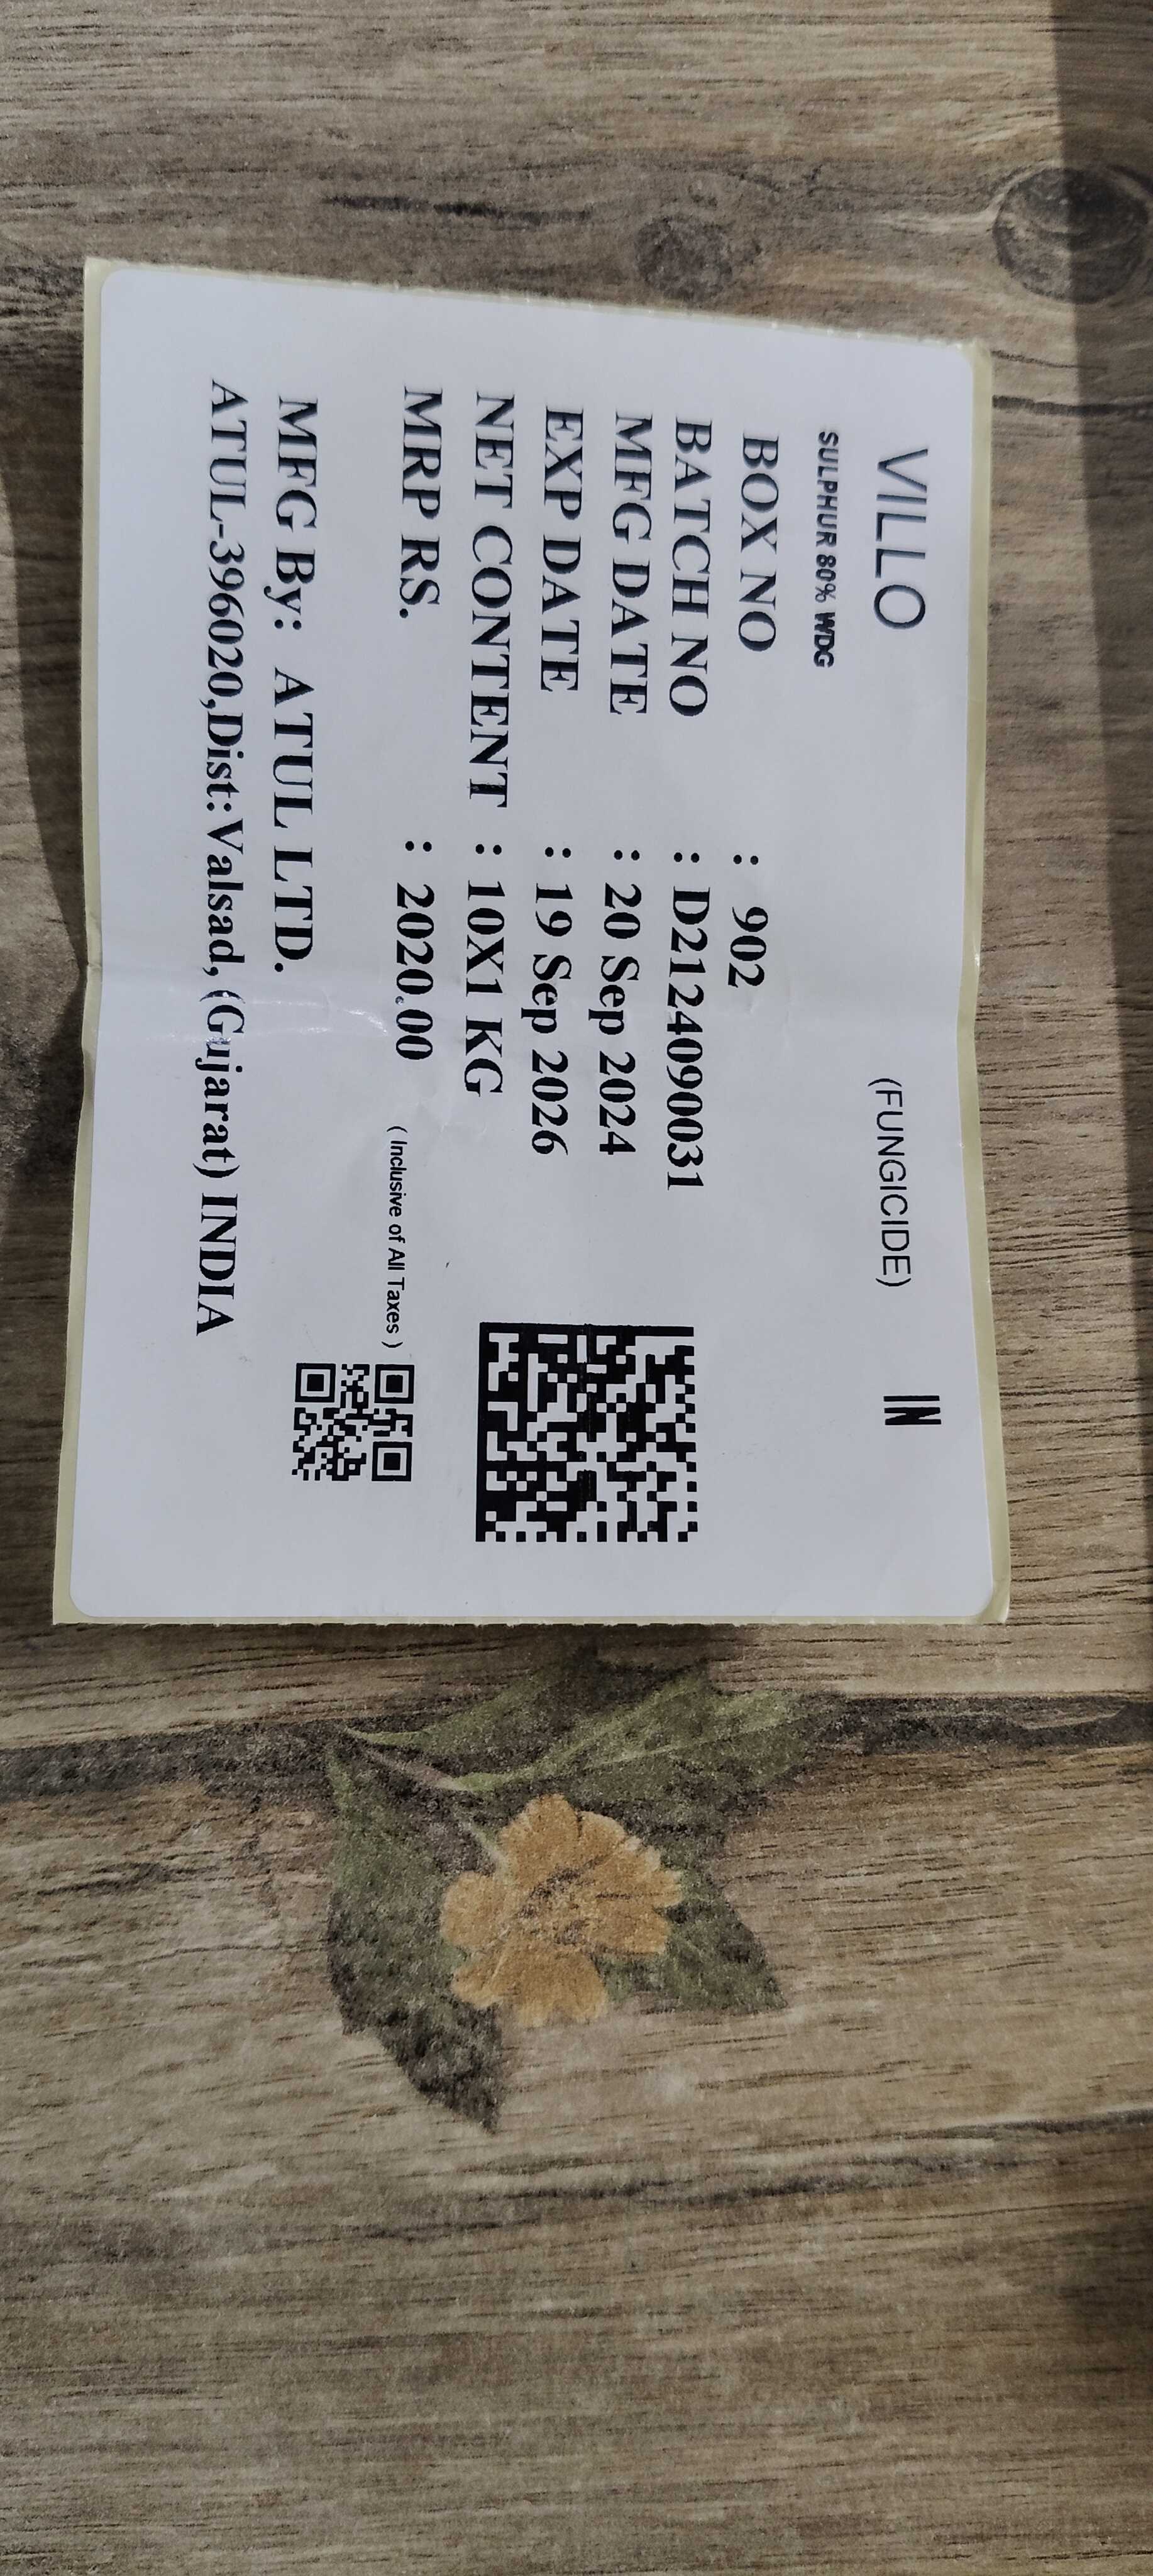 VILLO (FUNGICIDE) IN
SULPHUR 80% WDG
BOX NO : 902
BATCH NO : D2124090031
MFG DATE : 20 Sep 2024
EXP DATE : 19 Sep 2026
NET CONTENT : 10X1 KG
MRP RS. : 2020.00 ( Inclusive of All Taxes )
MFG By: ATUL LTD.
ATUL-396020,Dist:Valsad, (Gujarat) INDIA